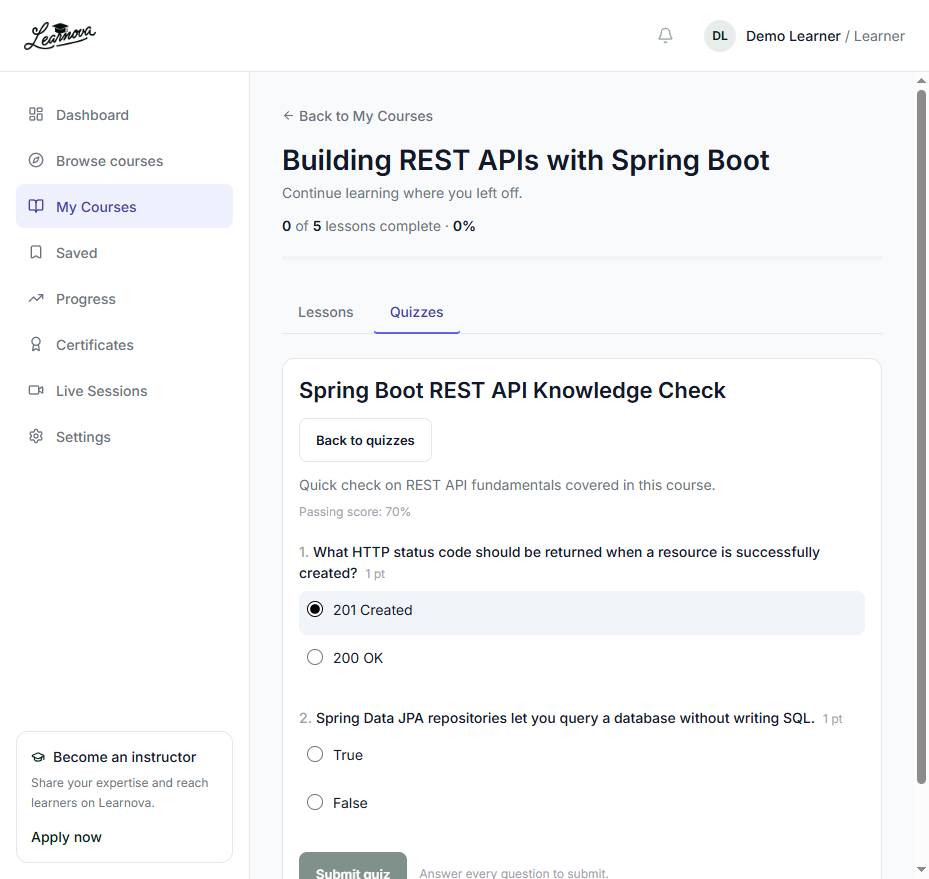 Learnova
DL
Demo Learner / Learner
Dashboard
Browse courses
My Courses
Saved
Progress
Certificates
Live Sessions
Settings
Become an instructor
Share your expertise and reach
learners on Learnova.
Apply now
← Back to My Courses
Building REST APIs with Spring Boot
Continue learning where you left off.
0 of 5 lessons complete · 0%
Lessons
Quizzes
Spring Boot REST API Knowledge Check
Back to quizzes
Quick check on REST API fundamentals covered in this course.
Passing score: 70%
1. What HTTP status code should be returned when a resource is successfully
created? 1 pt
201 Created
200 OK
2. Spring Data JPA repositories let you query a database without writing SQL. 1 pt
True
False
Submit quiz
Answer every question to submit.